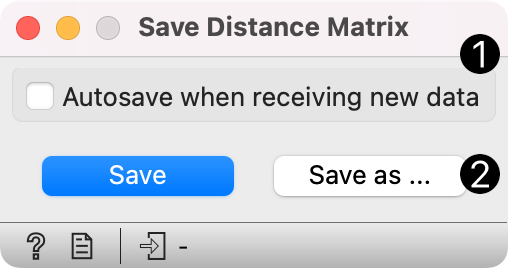 Save Distance Matrix
1
Autosave when receiving new data
Save
Save as ...
2
? -